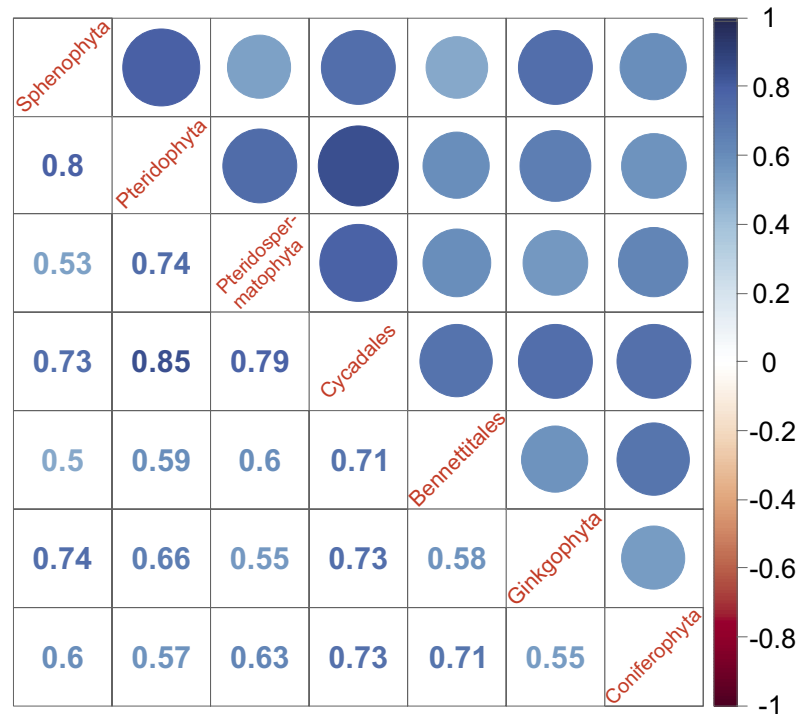 Sphenophyta
0.8 Pteridophyta
0.53 0.74 Pteridosper-
matophyta
0.73 0.85 0.79 Cycadales
0.5 0.59 0.6 0.71 Bennettitales
0.74 0.66 0.55 0.73 0.58 Ginkgophyta
0.6 0.57 0.63 0.73 0.71 0.55 Coniferophyta
1
0.8
0.6
0.4
0.2
0
-0.2
-0.4
-0.6
-0.8
-1